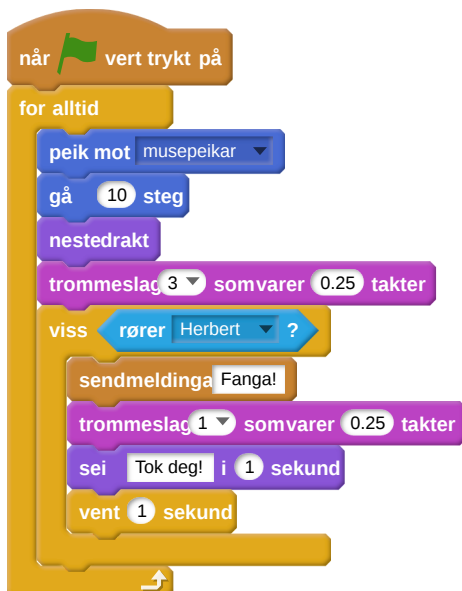 når vert trykt på
for alltid
peik mot musepeikar
gå 10 steg
nestedrakt
trommeslag 3 somvarer 0.25 takter
viss rører Herbert ?
sendmeldinga Fanga!
trommeslag 1 somvarer 0.25 takter
sei Tok deg! i 1 sekund
vent 1 sekund